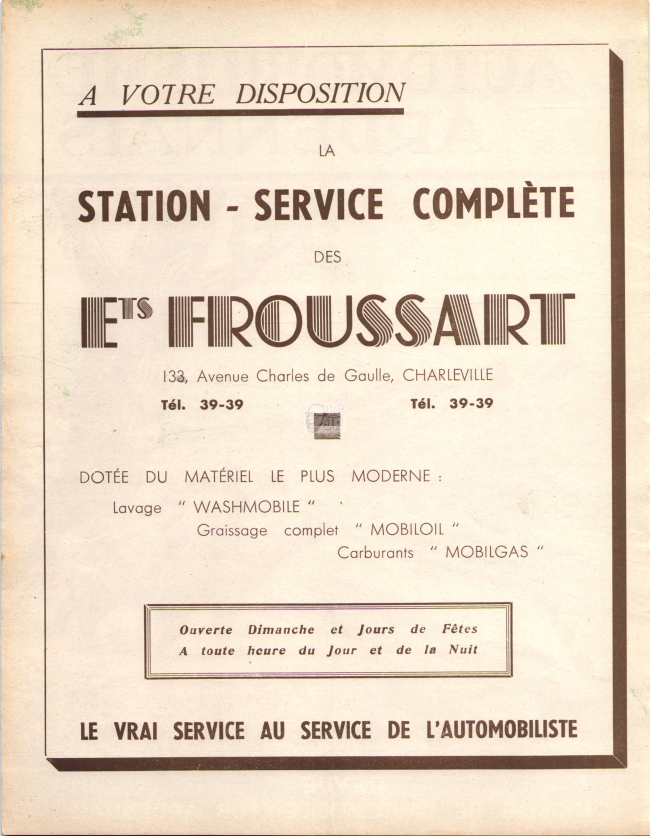 A VOTRE DISPOSITION
LA
STATION - SERVICE COMPLÈTE
DES
ETS FROUSSART
133, Avenue Charles de Gaulle, CHARLEVILLE
Tél. 39-39 Tél. 39-39
DOTÉE DU MATÉRIEL LE PLUS MODERNE :
Lavage “ WASHMOBILE “
Graissage complet “ MOBILOIL “
Carburants “ MOBILGAS “
Ouverte Dimanche et Jours de Fêtes
A toute heure du Jour et de la Nuit
LE VRAI SERVICE AU SERVICE DE L'AUTOMOBILISTE